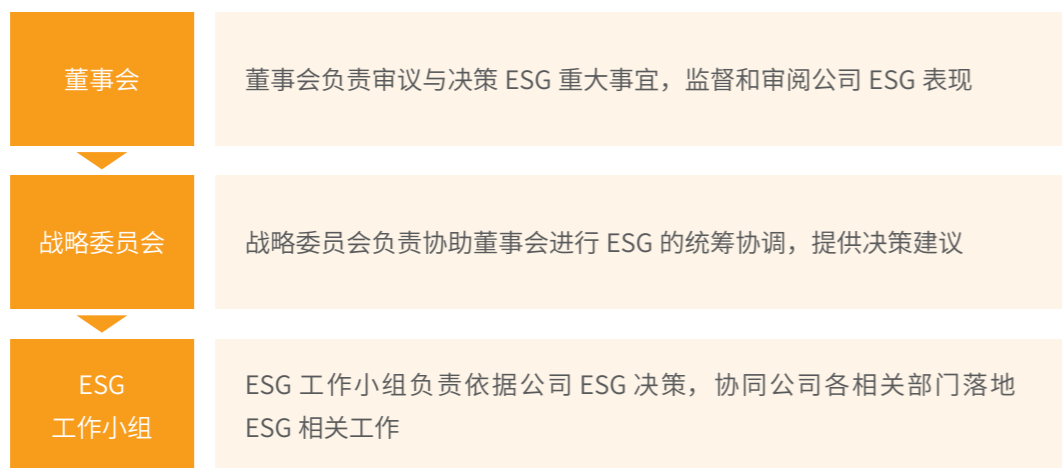 董事会
董事会负责审议与决策 ESG 重大事宜，监督和审阅公司 ESG 表现
战略委员会
战略委员会负责协助董事会进行 ESG 的统筹协调，提供决策建议
ESG
工作小组
ESG 工作小组负责依据公司 ESG 决策，协同公司各相关部门落地
ESG 相关工作